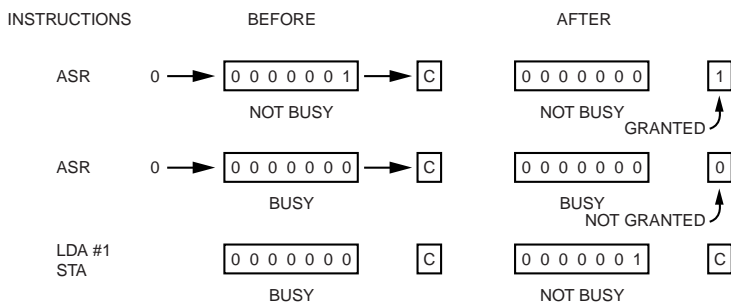 INSTRUCTIONS BEFORE AFTER
ASR 0 0 0 0 0 0 0 1 C 0 0 0 0 0 0 0 1
NOT BUSY NOT BUSY
GRANTED
ASR 0 0 0 0 0 0 0 0 C 0 0 0 0 0 0 0 0
BUSY BUSY
NOT GRANTED
LDA #1
STA 0 0 0 0 0 0 0 C 0 0 0 0 0 0 1 C
BUSY NOT BUSY